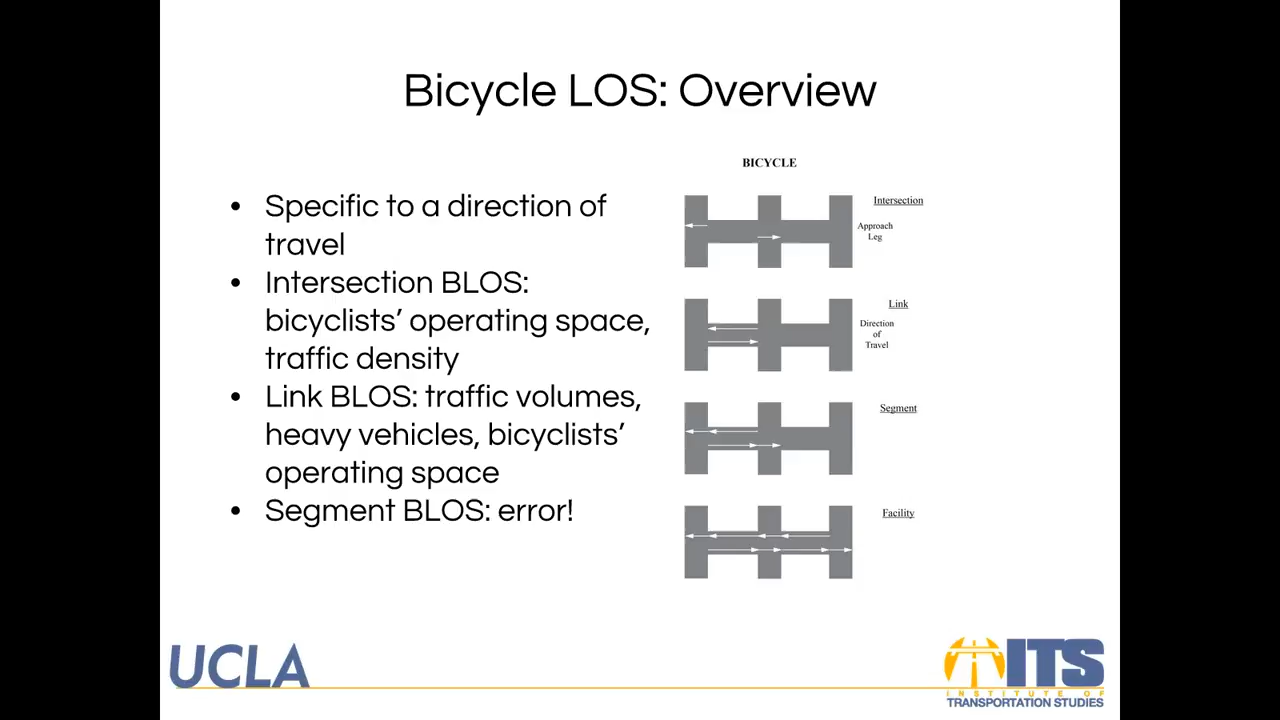 Bicycle LOS: Overview
• Specific to a direction of
travel
• Intersection BLOS:
bicyclists’ operating space,
traffic density
• Link BLOS: traffic volumes,
heavy vehicles, bicyclists’
operating space
• Segment BLOS: error!
BICYCLE
Intersection
Approach
Leg
Link
Direction
of
Travel
Segment
Facility
UCLA
ITS
INSTITUTE OF
TRANSPORTATION STUDIES